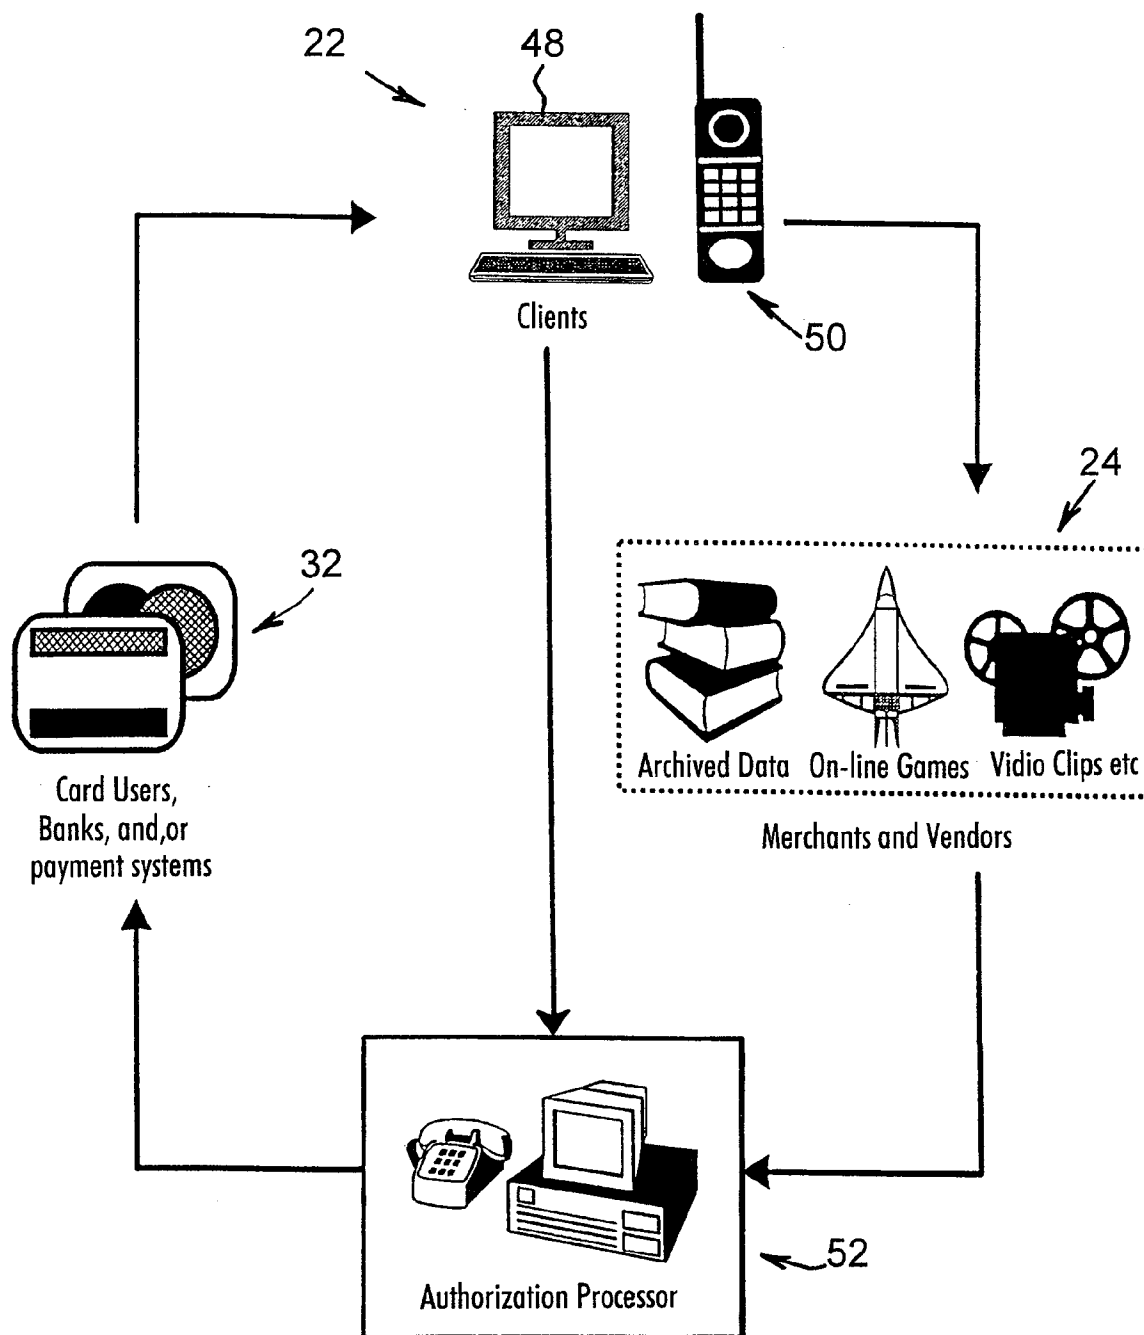 22
48
Clients
50
24
32
Archived Data
On-line Games
Vidio Clips etc
Card Users,
Banks, and,or
payment systems
Merchants and Vendors
52
Authorization Processor